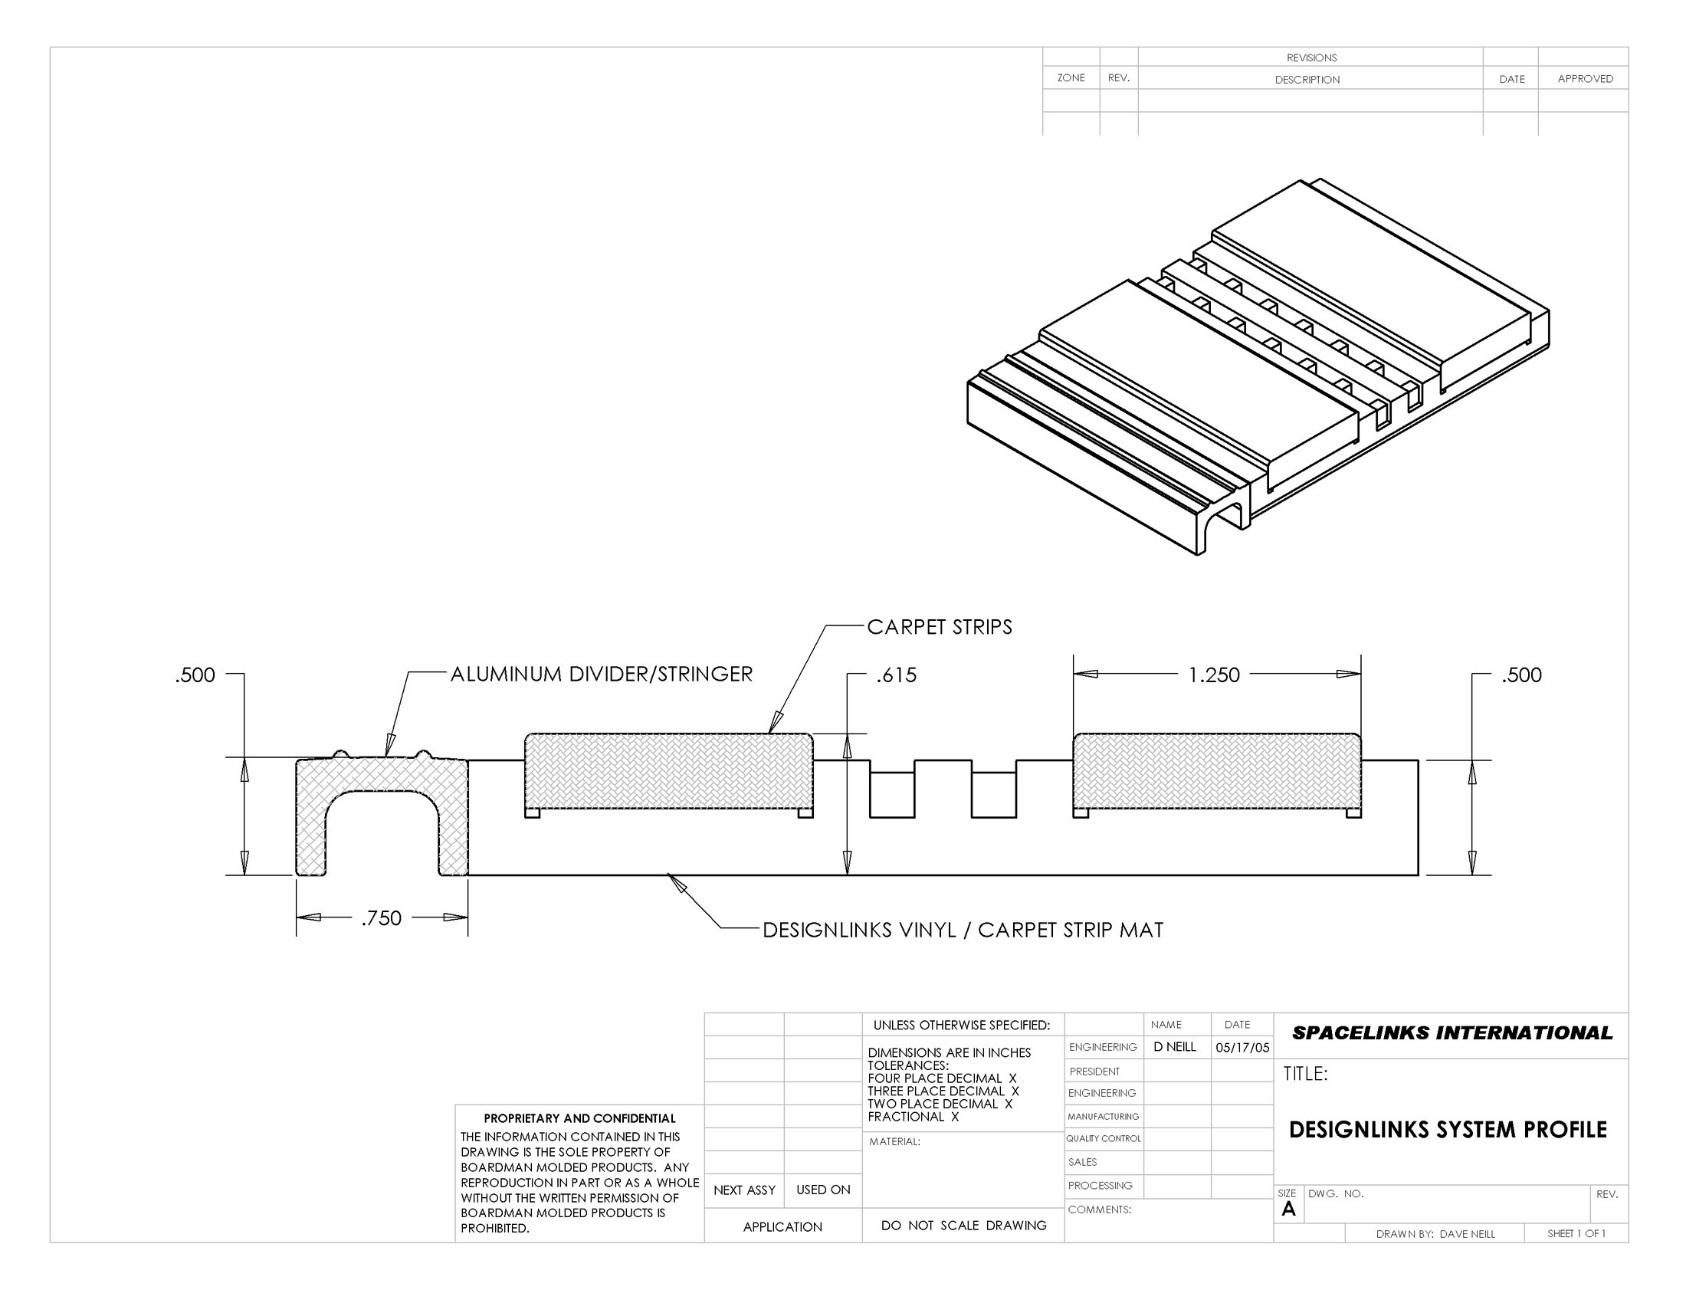 REVISIONS
ZONE REV. DESCRIPTION DATE APPROVED
CARPET STRIPS
.500 ALUMINUM DIVIDER/STRINGER .615 1.250 .500
.750
DESIGNLINKS VINYL / CARPET STRIP MAT
PROPRIETARY AND CONFIDENTIAL
THE INFORMATION CONTAINED IN THIS
DRAWING IS THE SOLE PROPERTY OF
BOARDMAN MOLDED PRODUCTS. ANY
REPRODUCTION IN PART OR AS A WHOLE
WITHOUT THE WRITTEN PERMISSION OF
BOARDMAN MOLDED PRODUCTS IS
PROHIBITED.
NEXT ASSY USED ON
APPLICATION
UNLESS OTHERWISE SPECIFIED:
DIMENSIONS ARE IN INCHES
TOLERANCES:
FOUR PLACE DECIMAL X
THREE PLACE DECIMAL X
TWO PLACE DECIMAL X
FRACTIONAL X
MATERIAL:
DO NOT SCALE DRAWING
NAME DATE
ENGINEERING D NEILL 05/17/05
PRESIDENT
ENGINEERING
MANUFACTURING
QUALITY CONTROL
SALES
PROCESSING
COMMENTS:
SPACELINKS INTERNATIONAL
TITLE:
DESIGNLINKS SYSTEM PROFILE
SIZE DWG. NO. REV.
A
DRAWN BY: DAVE NEILL SHEET 1 OF 1